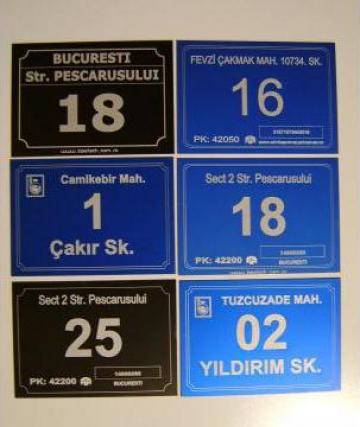 BUCURESTI
Str. PESCARUSULUI
18
FEVZİ ÇAKMAK MAH. 10734. SK.
16
PK: 42050
Camikebir Mah.
1
Çakır Sk.
Sect 2 Str. Pescarusului
18
PK: 42200
BUCURESTI
Sect 2 Str. Pescarusului
25
PK: 42200
BUCURESTI
TUZCUZADE MAH.
02
YILDIRIM SK.